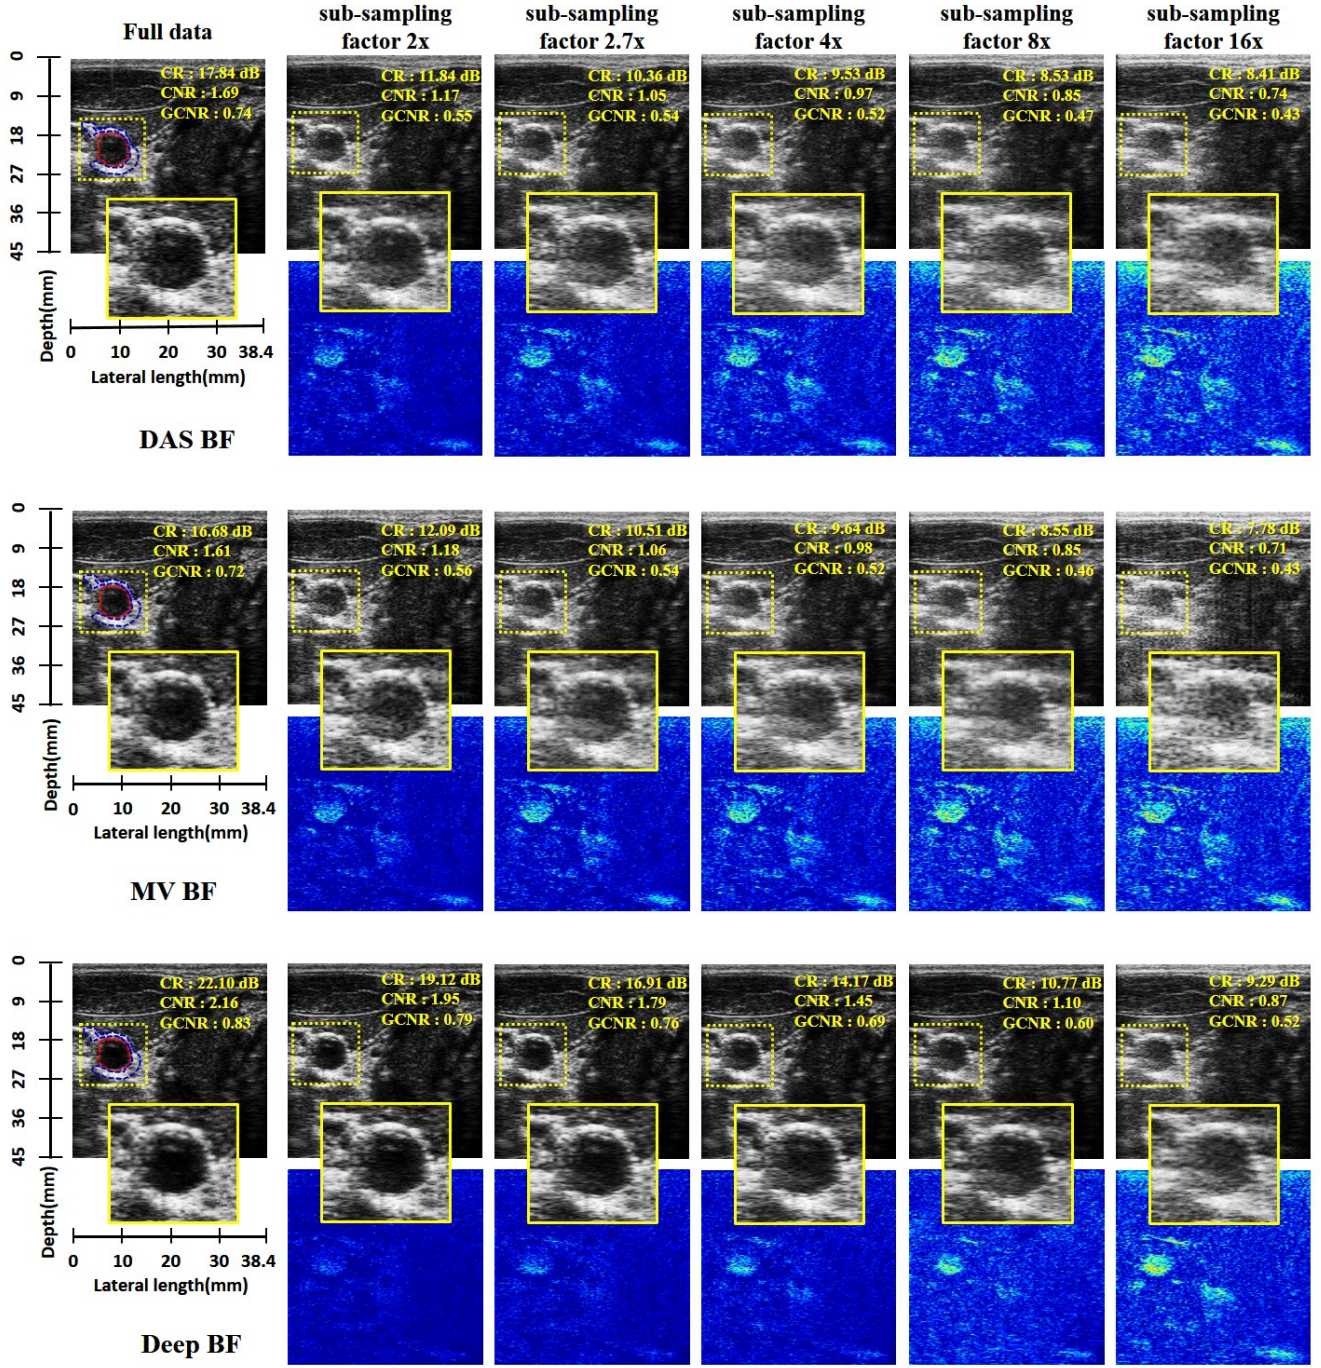 Full data
sub-sampling
factor 2x
sub-sampling
factor 2.7x
sub-sampling
factor 4x
sub-sampling
factor 8x
sub-sampling
factor 16x
0
9
18
27
36
45
Depth(mm)
CR : 17.84 dB
CNR : 1.69
GCNR : 0.74
CR : 11.84 dB
CNR : 1.17
GCNR : 0.55
CR : 10.36 dB
CNR : 1.05
GCNR : 0.54
CR : 9.53 dB
CNR : 0.97
GCNR : 0.52
CR : 8.53 dB
CNR : 0.85
GCNR : 0.47
CR : 8.41 dB
CNR : 0.74
GCNR : 0.43
0 10 20 30 38.4
Lateral length(mm)
DAS BF
0
9
18
27
36
45
Depth(mm)
CR : 16.68 dB
CNR : 1.61
GCNR : 0.72
CR : 12.09 dB
CNR : 1.18
GCNR : 0.56
CR : 10.51 dB
CNR : 1.06
GCNR : 0.54
CR : 9.64 dB
CNR : 0.98
GCNR : 0.52
CR : 8.55 dB
CNR : 0.85
GCNR : 0.46
CR : 7.78 dB
CNR : 0.71
GCNR : 0.43
0 10 20 30 38.4
Lateral length(mm)
MV BF
0
9
18
27
36
45
Depth(mm)
CR : 22.10 dB
CNR : 2.16
GCNR : 0.83
CR : 19.12 dB
CNR : 1.95
GCNR : 0.79
CR : 16.91 dB
CNR : 1.79
GCNR : 0.76
CR : 14.17 dB
CNR : 1.45
GCNR : 0.69
CR : 10.77 dB
CNR : 1.10
GCNR : 0.60
CR : 9.29 dB
CNR : 0.87
GCNR : 0.52
0 10 20 30 38.4
Lateral length(mm)
Deep BF